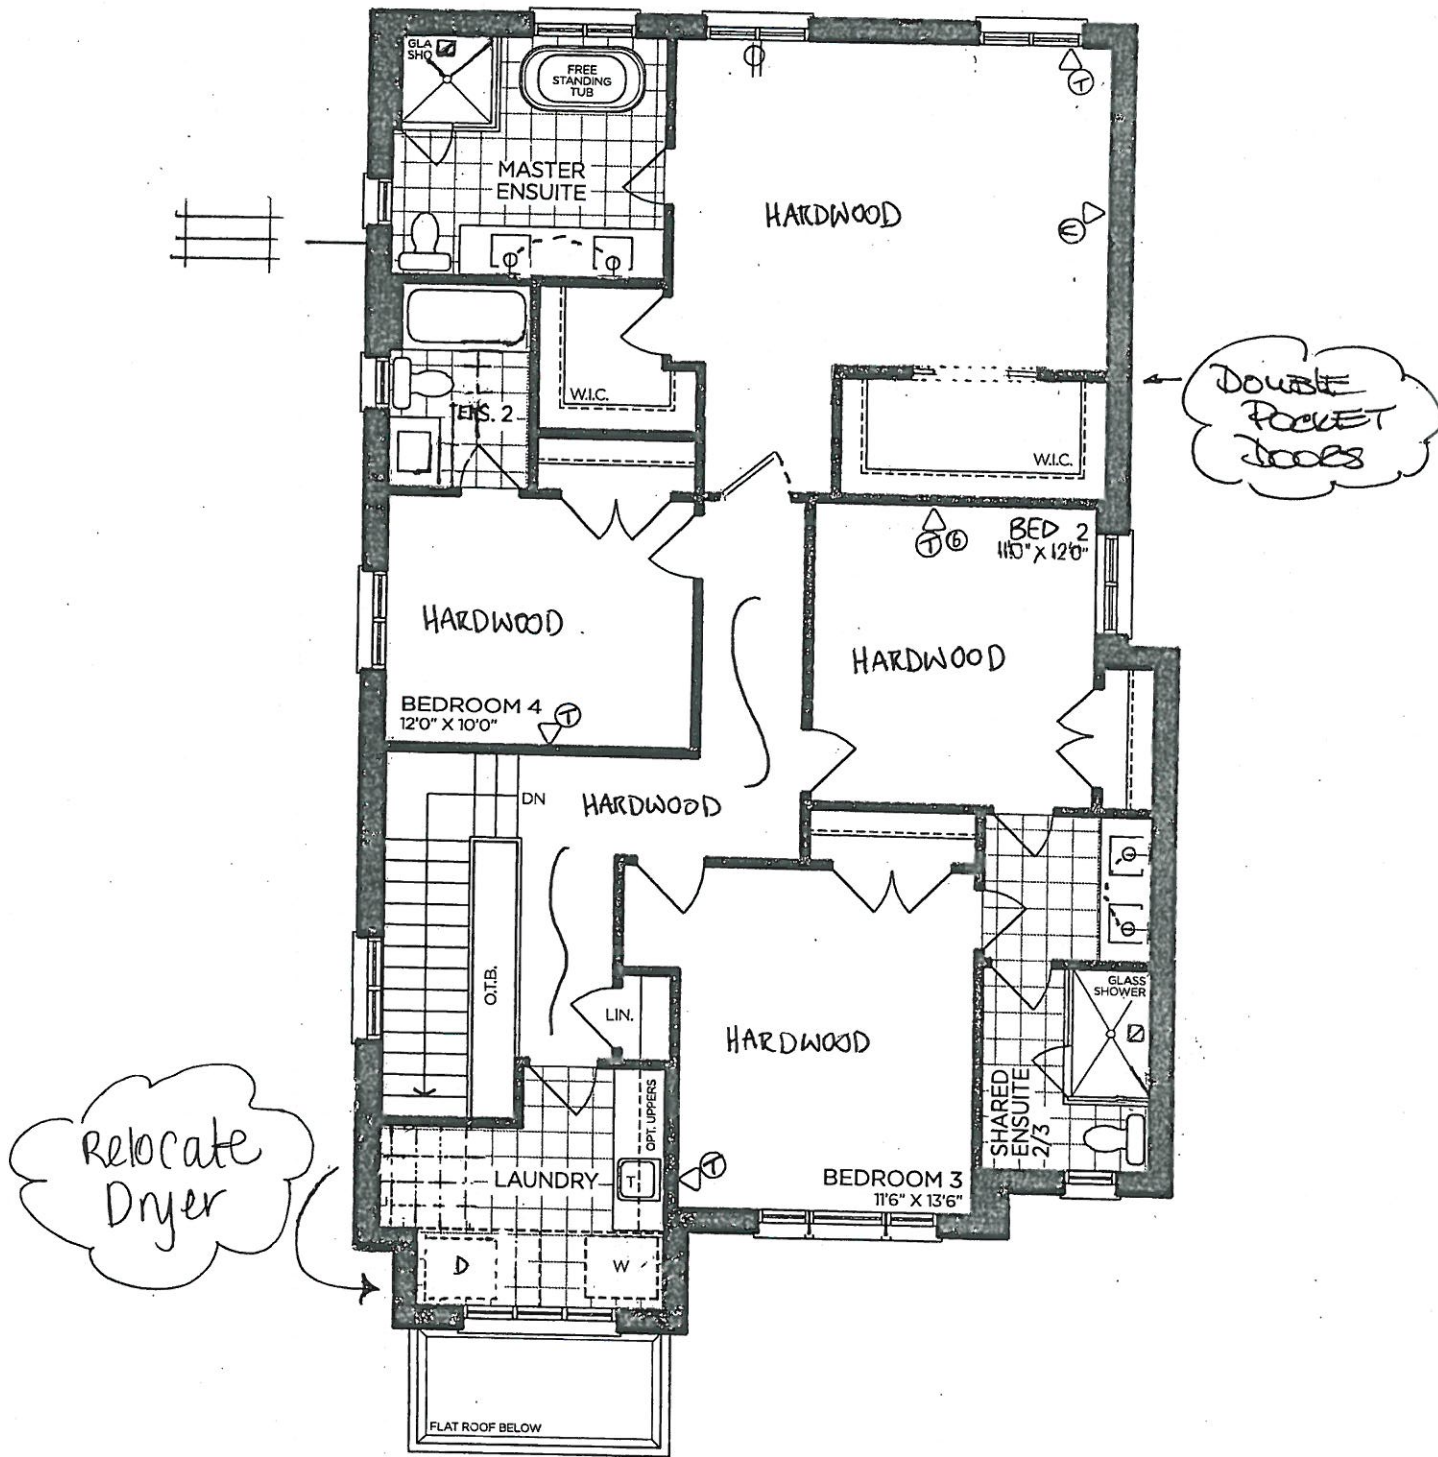 GLA
SHO
FREE
STANDING
TUB
T
MASTER
ENSUITE
HARDWOOD
DOUBLE
POCKET
DOORS
W.I.C.
ENS. 2
W.I.C.
T 6
BED 2
11'0" X 12'0"
HARDWOOD
HARDWOOD
BEDROOM 4
12'0" X 10'0"
T
DN
HARDWOOD
O.T.B.
LIN.
GLASS
SHOWER
HARDWOOD
Relocate
Dryer
OPT. UPPERS
SHARED
ENSUITE
2/3
LAUNDRY
T
T
BEDROOM 3
11'6" X 13'6"
D
W
FLAT ROOF BELOW